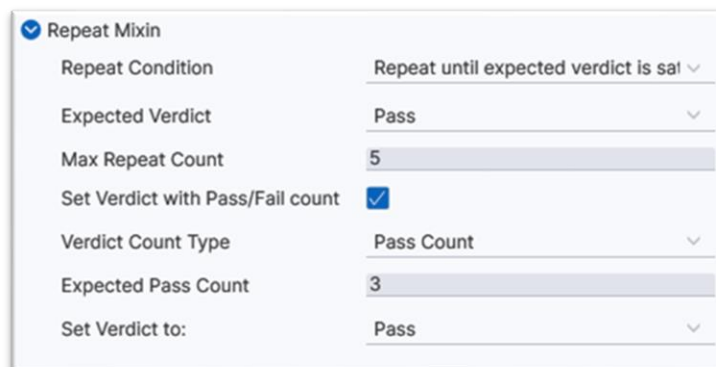 Repeat Mixin
Repeat Condition Repeat until expected verdict is sat
Expected Verdict Pass
Max Repeat Count 5
Set Verdict with Pass/Fail count
Verdict Count Type Pass Count
Expected Pass Count 3
Set Verdict to: Pass